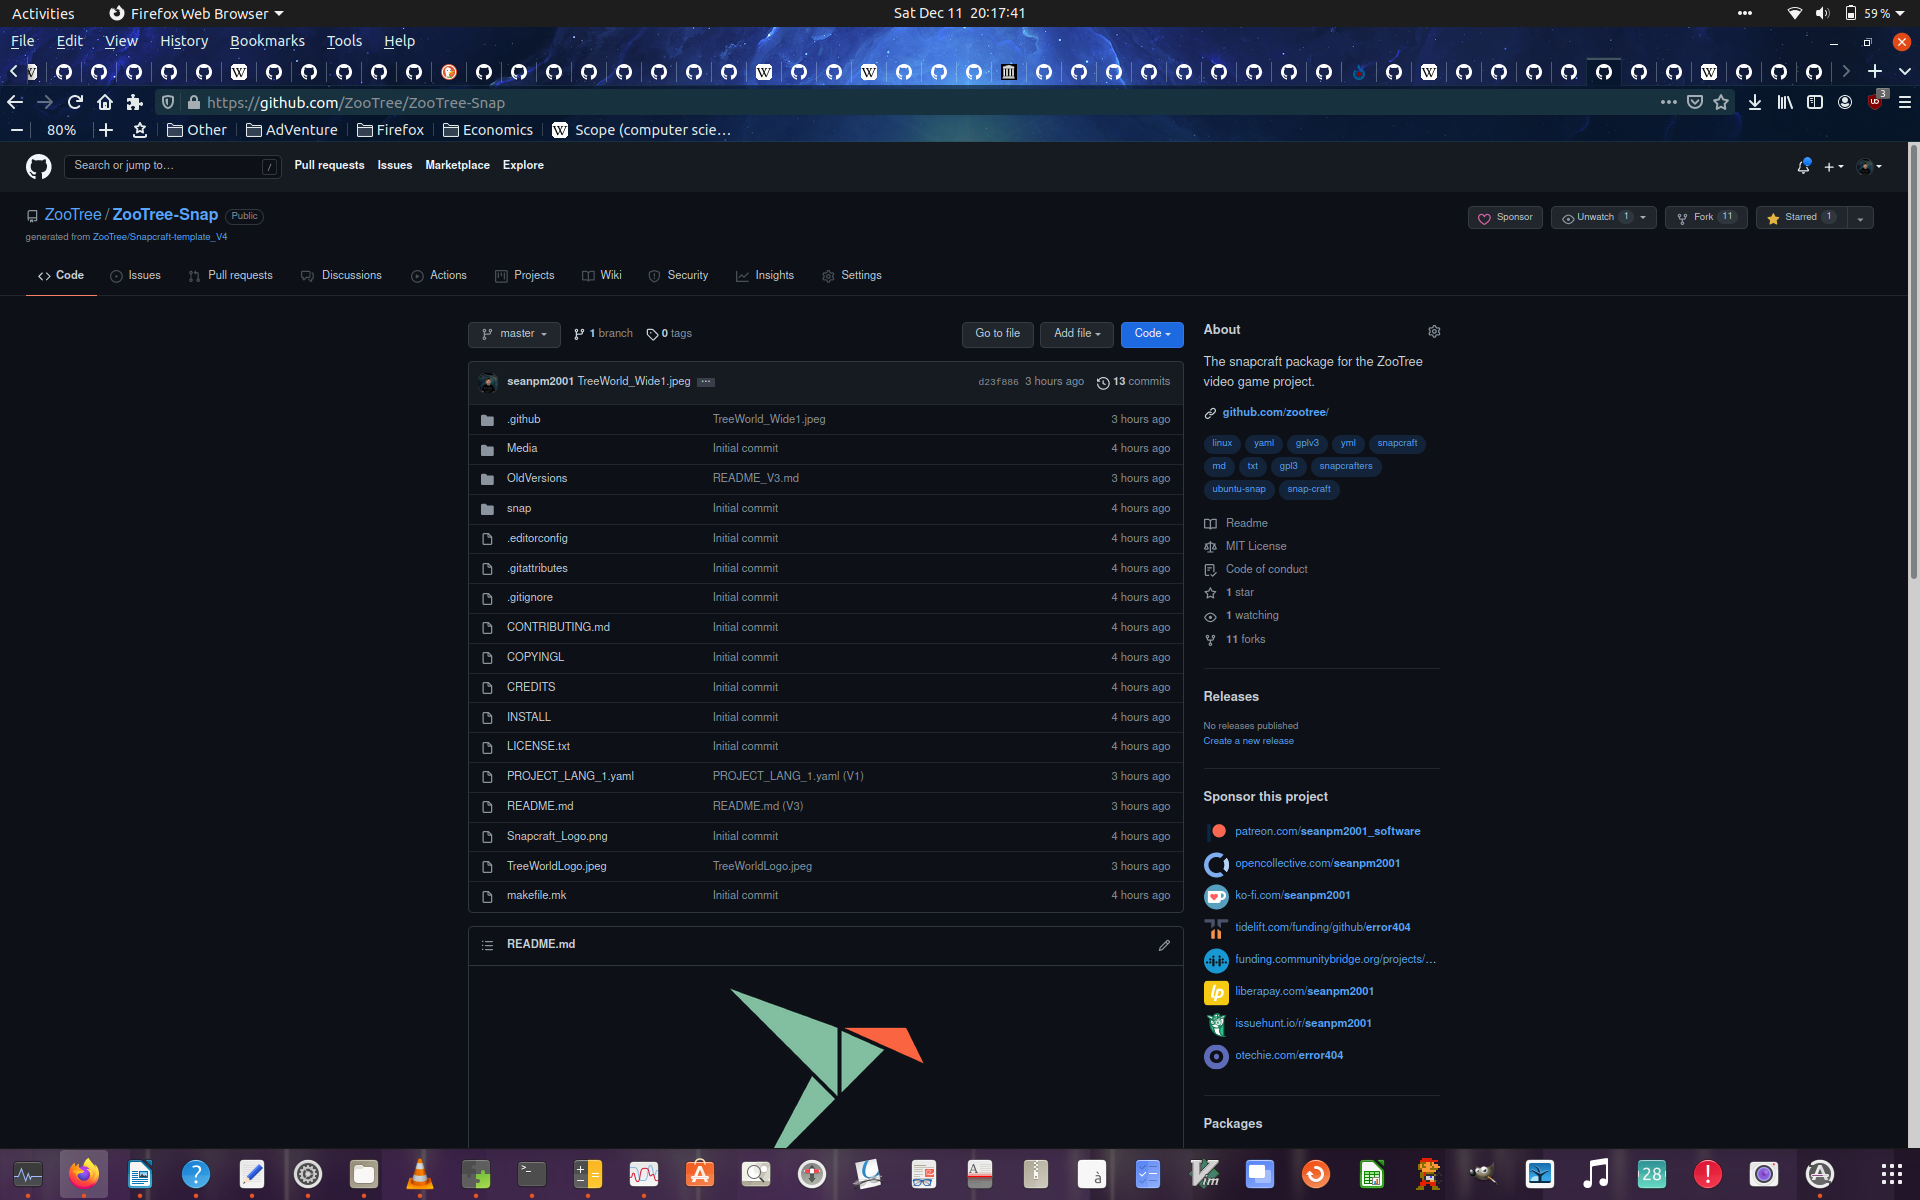 Activities Firefox Web Browser Sat Dec 11 20:17:41 59 %
File Edit View History Bookmarks Tools Help
https://github.com/ZooTree/ZooTree-Snap 3
80% Other AdVenture Firefox Economics Scope (computer scie…
Search or jump to… / Pull requests Issues Marketplace Explore
ZooTree / ZooTree-Snap Public Sponsor Unwatch 1 Fork 11 Starred 1
generated from ZooTree/Snapcraft-template_V4
Code Issues Pull requests Discussions Actions Projects Wiki Security Insights Settings
master 1 branch 0 tags Go to file Add file Code
seanpm2001 TreeWorld_Wide1.jpeg ... d23f886 3 hours ago 13 commits
.github TreeWorld_Wide1.jpeg 3 hours ago
Media Initial commit 4 hours ago
OldVersions README_V3.md 3 hours ago
snap Initial commit 4 hours ago
.editorconfig Initial commit 4 hours ago
.gitattributes Initial commit 4 hours ago
.gitignore Initial commit 4 hours ago
CONTRIBUTING.md Initial commit 4 hours ago
COPYINGL Initial commit 4 hours ago
CREDITS Initial commit 4 hours ago
INSTALL Initial commit 4 hours ago
LICENSE.txt Initial commit 4 hours ago
PROJECT_LANG_1.yaml PROJECT_LANG_1.yaml (V1) 3 hours ago
README.md README.md (V3) 3 hours ago
Snapcraft_Logo.png Initial commit 4 hours ago
TreeWorldLogo.jpeg TreeWorldLogo.jpeg 3 hours ago
makefile.mk Initial commit 4 hours ago
README.md
About
The snapcraft package for the ZooTree
video game project.
github.com/zootree/
linux yaml gplv3 yml snapcraft
md txt gpl3 snapcrafters
ubuntu-snap snap-craft
Readme
MIT License
Code of conduct
1 star
1 watching
11 forks
Releases
No releases published
Create a new release
Sponsor this project
patreon.com/seanpm2001_software
opencollective.com/seanpm2001
ko-fi.com/seanpm2001
tidelift.com/funding/github/error404
funding.communitybridge.org/projects/…
liberapay.com/seanpm2001
issuehunt.io/r/seanpm2001
otechie.com/error404
Packages
28